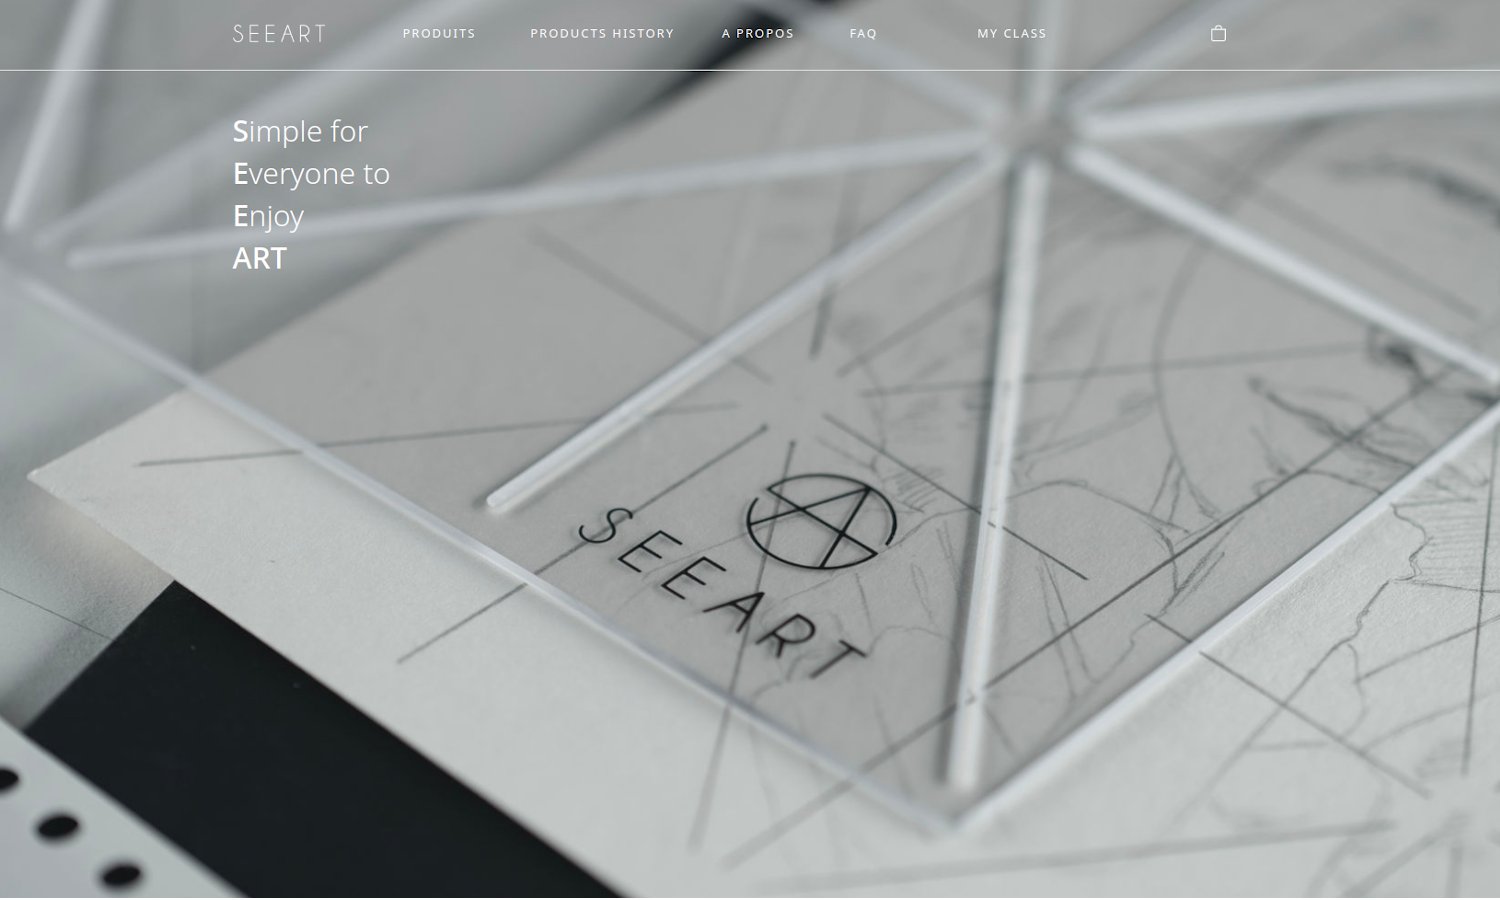 SEEART
PRODUITS
PRODUCTS HISTORY
A PROPOS
FAQ
MY CLASS
Simple for
Everyone to
Enjoy
ART
SEEART